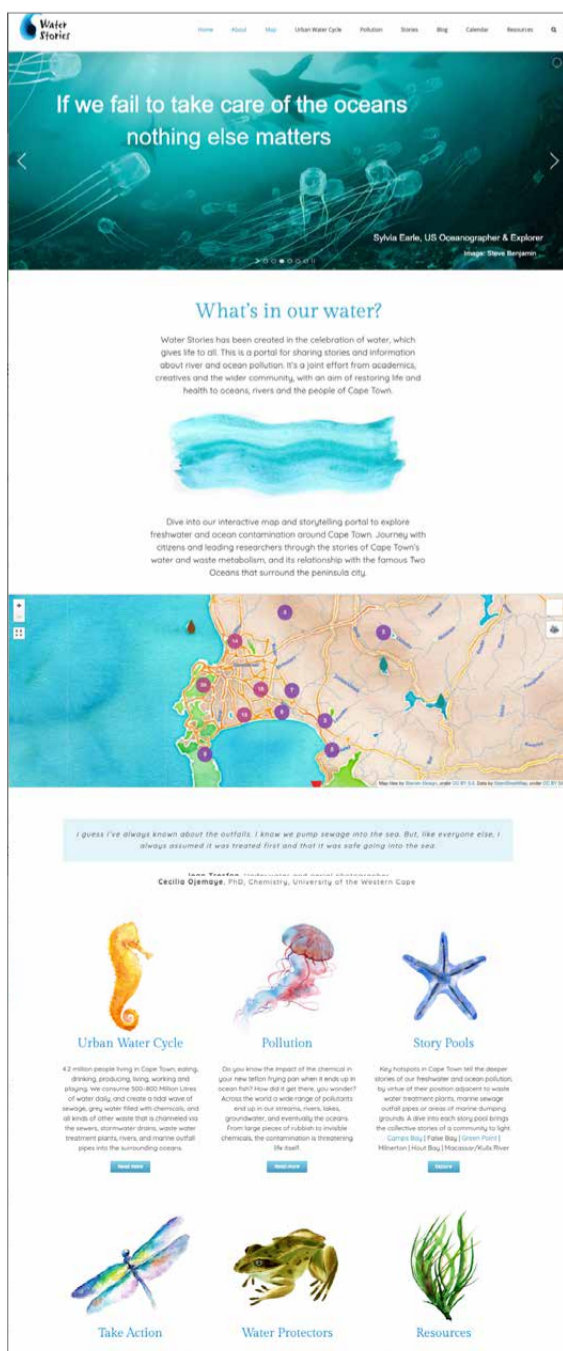 Water
Stories
Home About Map Urban Water Cycle Pollution Stories Blog Calendar Resources
If we fail to take care of the oceans
nothing else matters
Sylvia Earle, US Oceanographer & Explorer
Image: Steve Benjamin
What's in our water?
Water Stories has been created in the celebration of water, which
gives life to all. This is a portal for sharing stories and information
about river and ocean pollution. It's a joint effort from academics,
creatives and the wider community, with an aim of restoring life and
health to oceans, rivers and the people of Cape Town.
Dive into our interactive map and storytelling portal to explore
freshwater and ocean contamination around Cape Town. Journey with
citizens and leading researchers through the stories of Cape Town's
water and waste metabolism, and its relationship with the famous Two
Oceans that surround the peninsula city.
Map tiles by Stamen Design, under CC BY 3.0. Data by OpenStreetMap, under CC BY SA
I guess I've always known about the outfalls. I know we pump sewage into the sea. But, like everyone else, I
always assumed it was treated first and that it was safe going into the sea.
Cecilia Ojemaye, PhD, Chemistry, University of the Western Cape
Urban Water Cycle
4.2 million people living in Cape Town, eating,
drinking, producing, living, working and
playing. We consume 500-800 Million Litres
of water daily, and create a tidal wave of
sewage, grey water filled with chemicals, and
all kinds of other waste that is channeled via
the sewers, stormwater drains, waste water
treatment plants, rivers, and marine outfall
pipes into the surrounding oceans.
Read more
Pollution
Do you know the impact of the chemical in
your new teflon frying pan when it ends up in
ocean fish? How did it get there, you wonder?
Across the world a wide range of pollutants
end up in our streams, rivers, lakes,
groundwater, and eventually the oceans.
From large pieces of rubbish to invisible
chemicals, the contamination is threatening
life itself.
Read more
Story Pools
Key hotspots in Cape Town tell the deeper
stories of our freshwater and ocean pollution,
by virtue of their position adjacent to waste
water treatment plants, marine sewage
outfall pipes or areas of marine dumping
grounds. A dive into each story pool brings
the collective stories of a community to light.
Camps Bay | False Bay | Green Point |
Milnerton | Hout Bay | Macassar/Kuils River
Explore
Take Action
Water Protectors
Resources